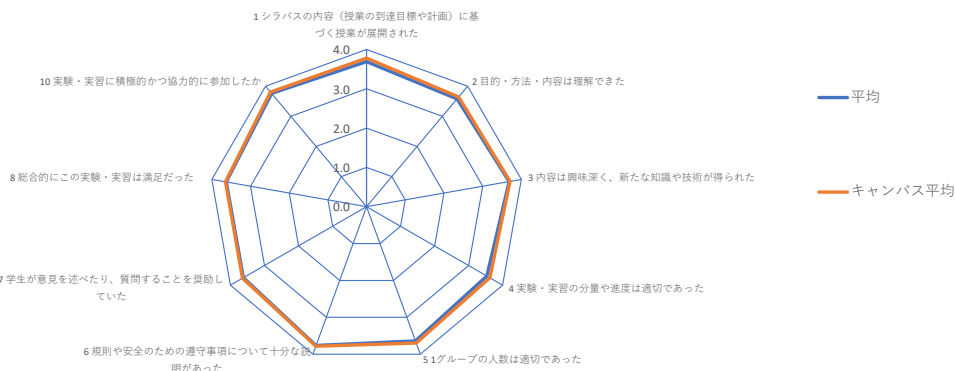 1 シラバスの内容（授業の到達目標や計画）に基
づく授業が展開された
4.0
3.0
2.0
1.0
0.0
2 目的・方法・内容は理解できた
3 内容は興味深く、新たな知識や技術が得られた
4 実験・実習の分量や進度は適切であった
5 1グループの人数は適切であった
6 規則や安全のための遵守事項について十分な説
明があった
7 学生が意見を述べたり、質問することを奨励し
ていた
8 総合的にこの実験・実習は満足だった
10 実験・実習に積極的かつ協力的に参加したか
平均
キャンパス平均